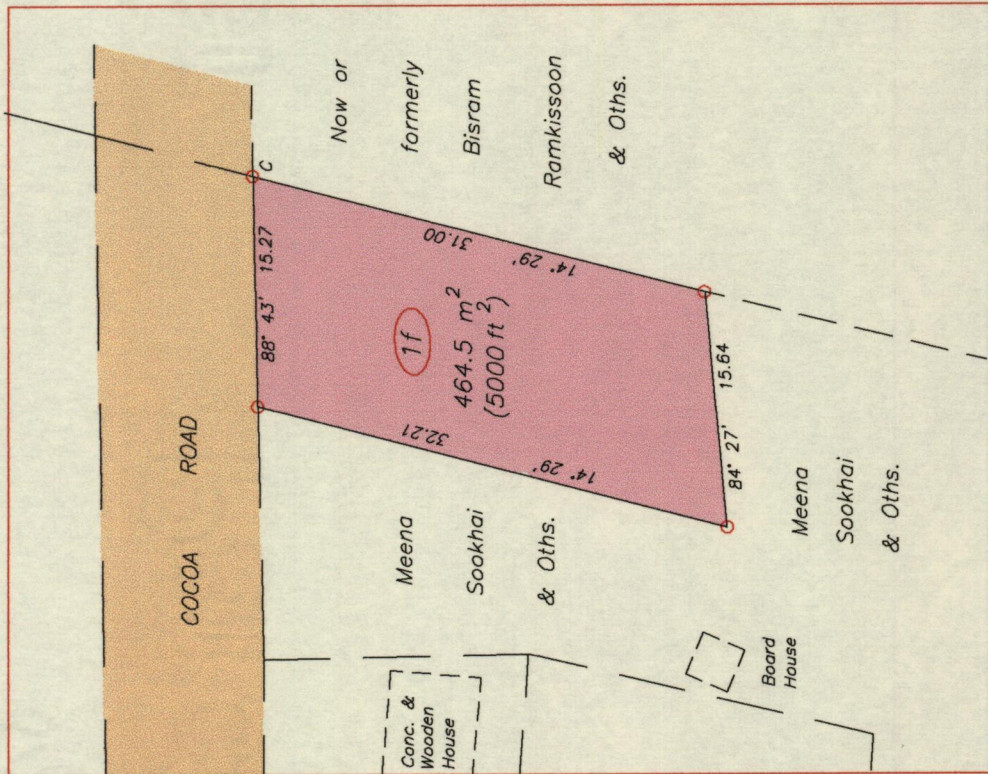 COCOA ROAD
C
Now or
formerly
Bisram
Ramkissoon
& Oths.
88° 43' 15.27
31.00
14° 29'
1f
464.5 m²
(5000 ft²)
32.21
14° 29'
84° 27' 15.64
Meena
Sookhai
& Oths.
Meena
Sookhai
& Oths.
Conc. &
Wooden
House
Board
House